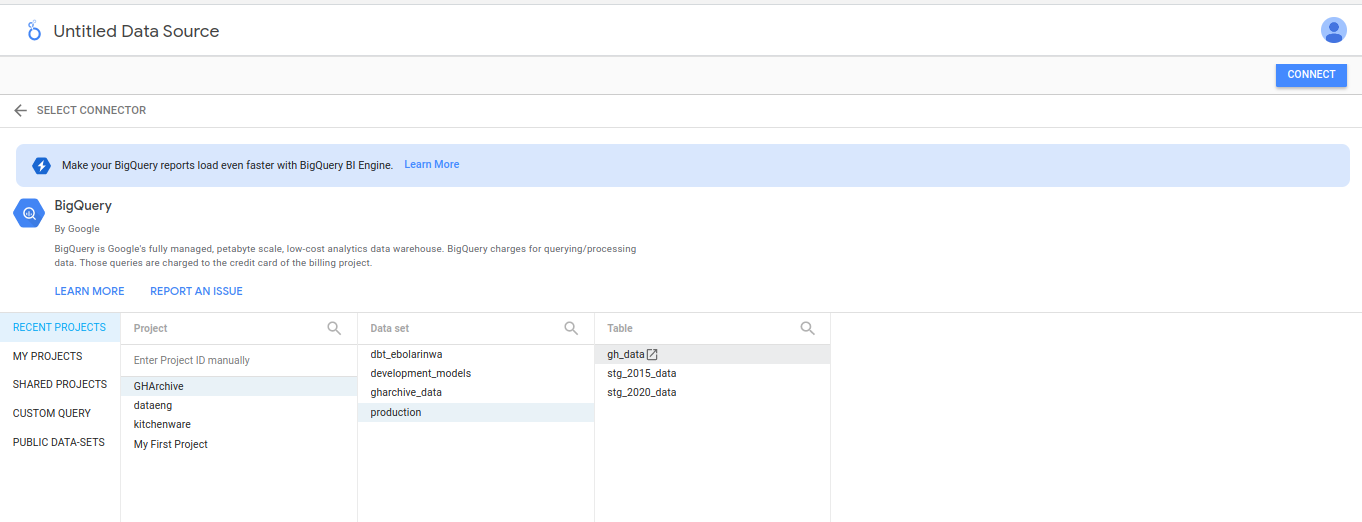 Untitled Data Source
CONNECT
SELECT CONNECTOR
Make your BigQuery reports load even faster with BigQuery BI Engine. Learn More
BigQuery
By Google
BigQuery is Google's fully managed, petabyte scale, low-cost analytics data warehouse. BigQuery charges for querying/processing
data. Those queries are charged to the credit card of the billing project.
LEARN MORE REPORT AN ISSUE
RECENT PROJECTS
MY PROJECTS
SHARED PROJECTS
CUSTOM QUERY
PUBLIC DATA-SETS
Project
Enter Project ID manually
GHArchive
dataeng
kitchenware
My First Project
Data set
dbt_ebolarinwa
development_models
gharchive_data
production
Table
gh_data
stg_2015_data
stg_2020_data